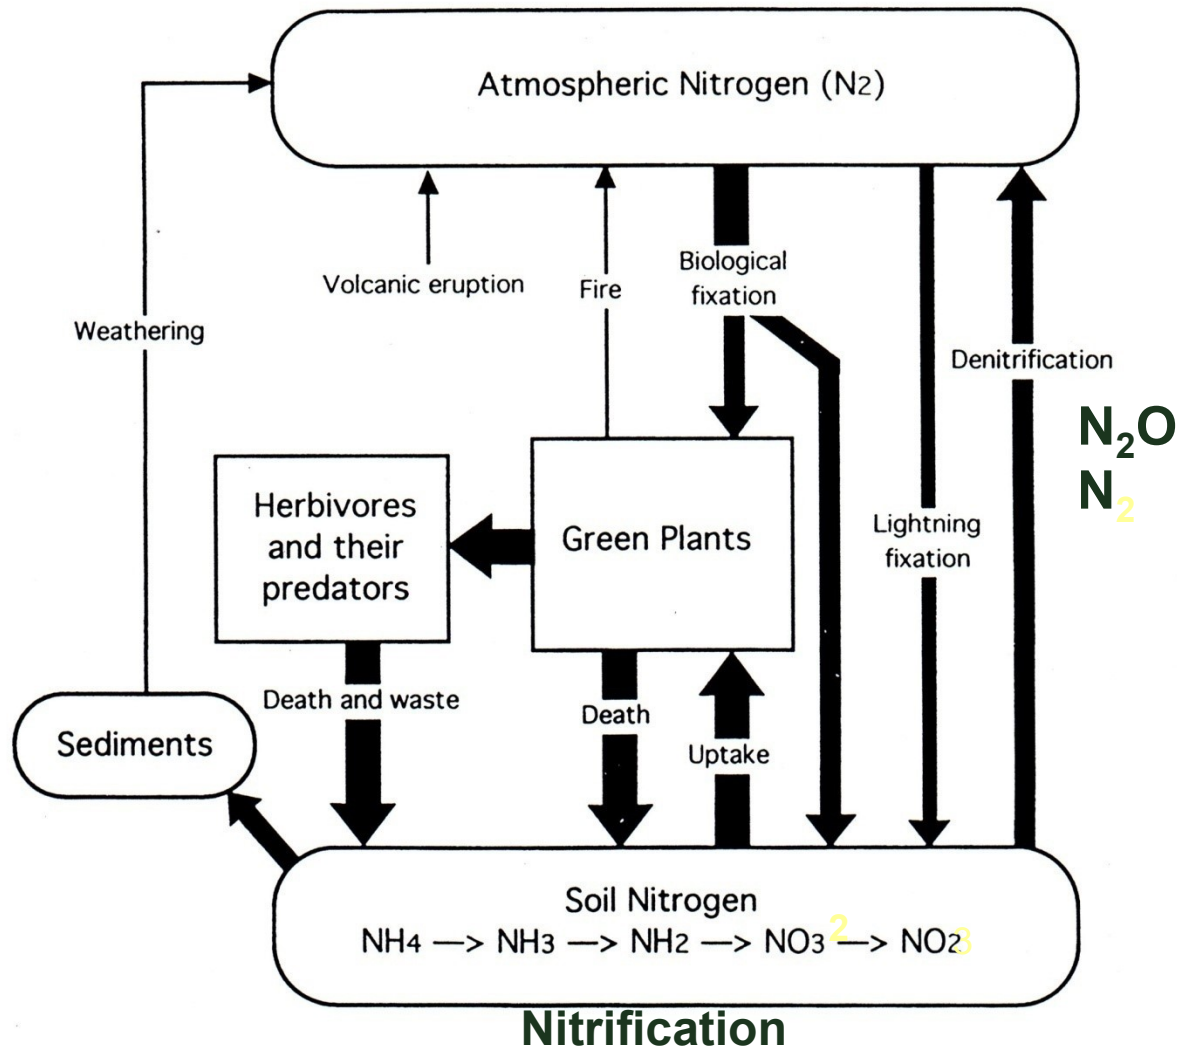 Atmospheric Nitrogen (N2)
Volcanic eruption
Fire
Biological
fixation
Weathering
Denitrification
N2O
N2
Herbivores
and their
predators
Green Plants
Lightning
fixation
Death and waste
Death
Uptake
Sediments
Soil Nitrogen
NH4 —> NH3 —> NH2 —> NO3 2 —> NO2 3
Nitrification